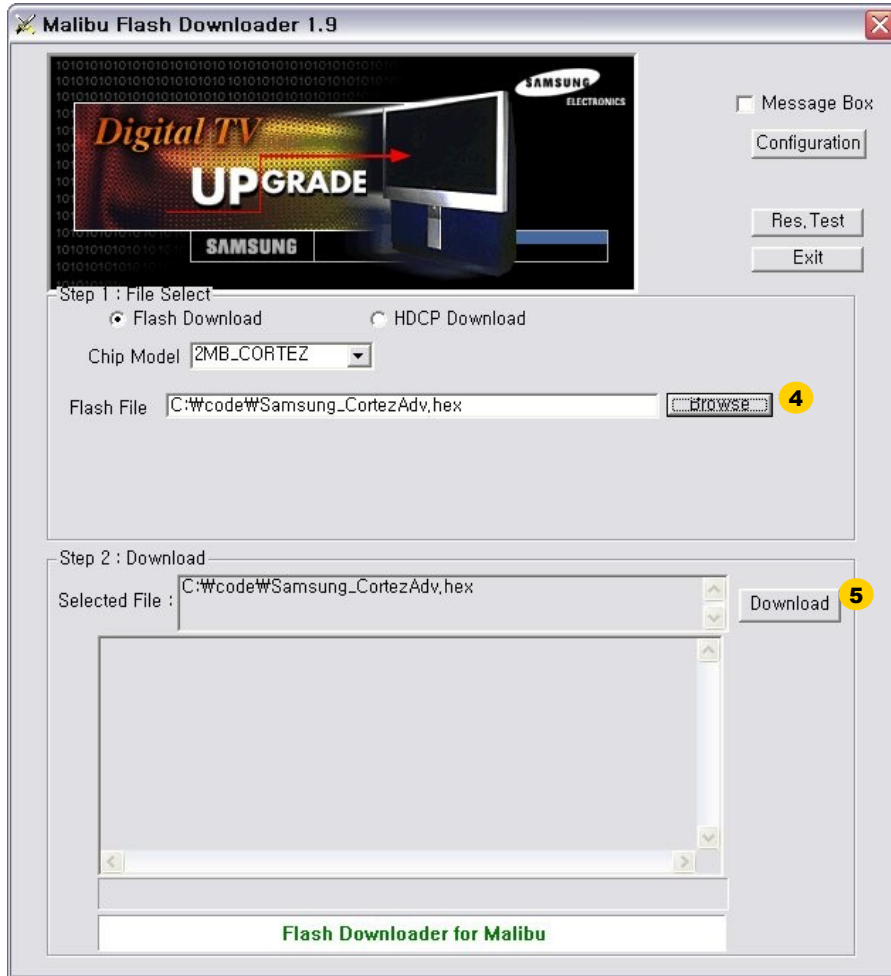 Malibu Flash Downloader 1.9
SAMSUNG
ELECTRONICS
Digital TV
UPGRADE
SAMSUNG
Message Box
Configuration
Res, Test
Exit
Step 1 : File Select
Flash Download
HDCP Download
Chip Model 2MB_CORTEZ
Flash File C:₩code₩Samsung_CortezAdv,hex Browse 4
Step 2 : Download
Selected File : C:₩code₩Samsung_CortezAdv,hex
Download 5
Flash Downloader for Malibu